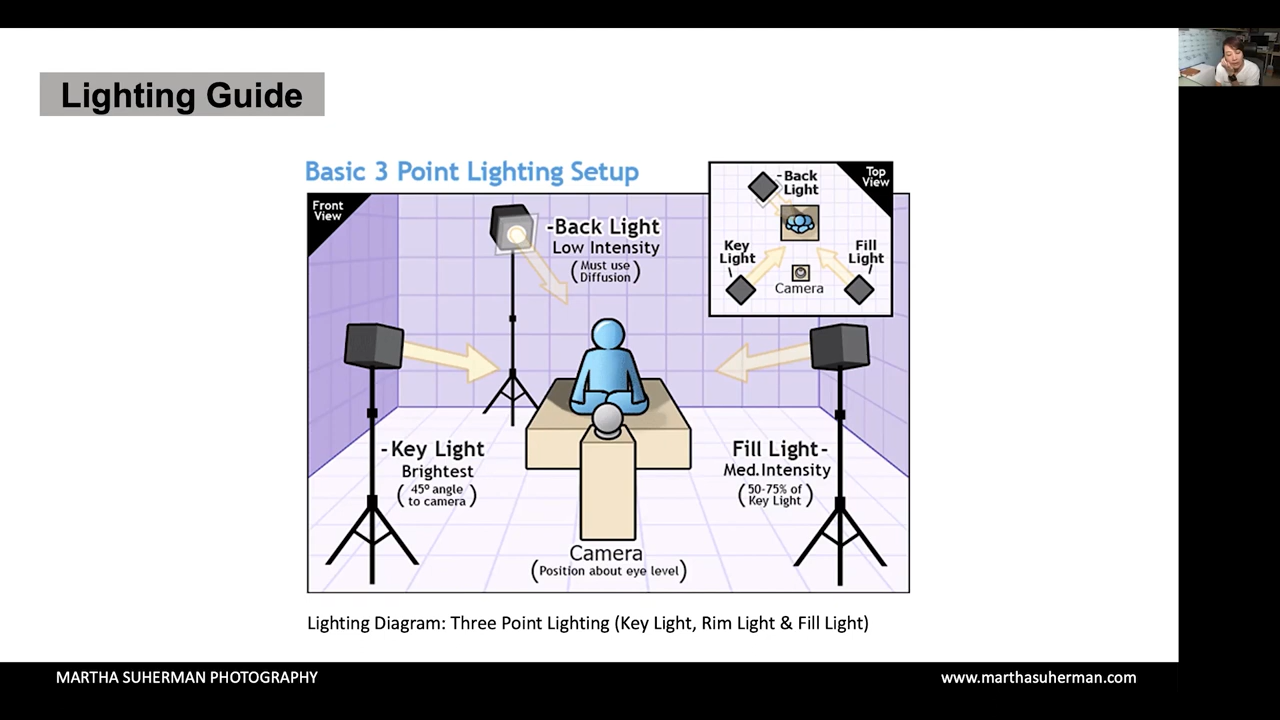 Lighting Guide
Basic 3 Point Lighting Setup
Front
View
-Back Light
Low Intensity
(Must use
Diffusion)
Top
View
-Back
Light
Key
Light
Fill
Light
Camera
-Key Light
Brightest
(45º angle
to camera)
Fill Light-
Med.Intensity
(50-75% of
Key Light)
Camera
(Position about eye level)
Lighting Diagram: Three Point Lighting (Key Light, Rim Light & Fill Light)
MARTHA SUHERMAN PHOTOGRAPHY
www.marthasuherman.com